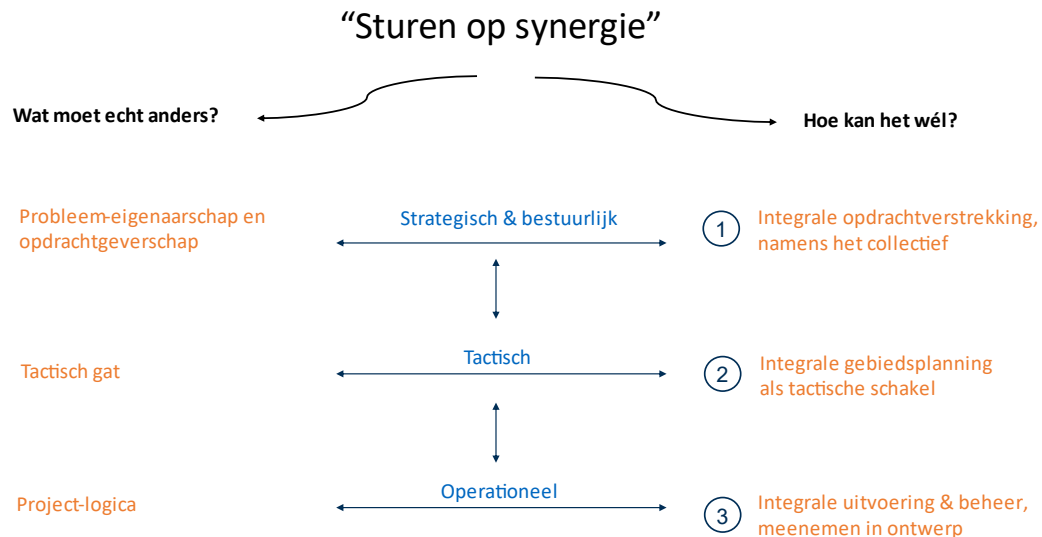 “Sturen op synergie”
Wat moet echt anders?
Hoe kan het wél?
Probleem-eigenaarschap en
opdrachtgeverschap
Strategisch & bestuurlijk
1
Integrale opdrachtverstrekking,
namens het collectief
Tactisch gat
Tactisch
2
Integrale gebiedsplanning
als tactische schakel
Project-logica
Operationeel
3
Integrale uitvoering & beheer,
meenemen in ontwerp